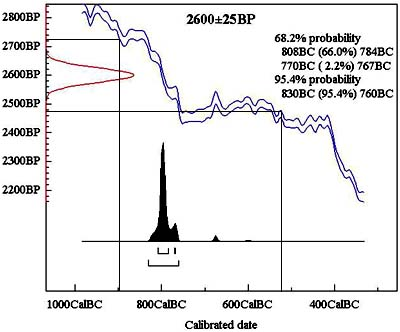 2600±25BP
2800BP
2700BP
2600BP
2500BP
2400BP
2300BP
2200BP
68.2% probability
808BC (66.0%) 784BC
770BC ( 2.2%) 767BC
95.4% probability
830BC (95.4%) 760BC
1000CalBC 800CalBC 600CalBC 400CalBC
Calibrated date